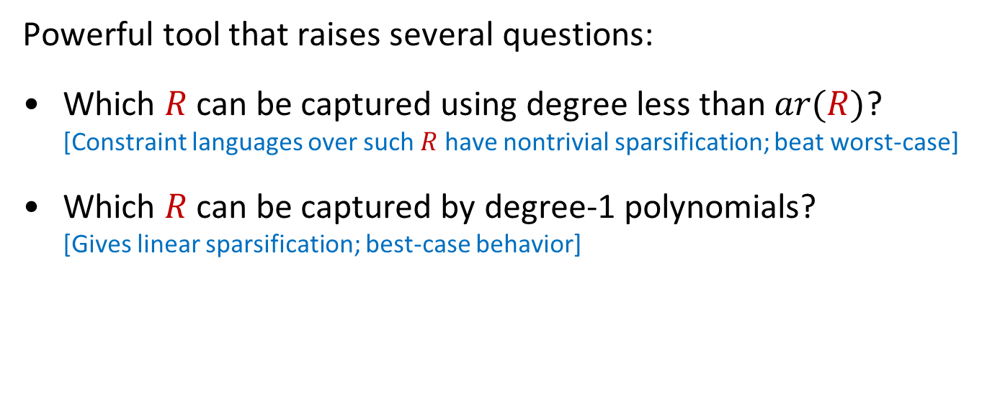 Powerful tool that raises several questions:
• Which R can be captured using degree less than ar(R)?
[Constraint languages over such R have nontrivial sparsification; beat worst-case]
• Which R can be captured by degree-1 polynomials?
[Gives linear sparsification; best-case behavior]